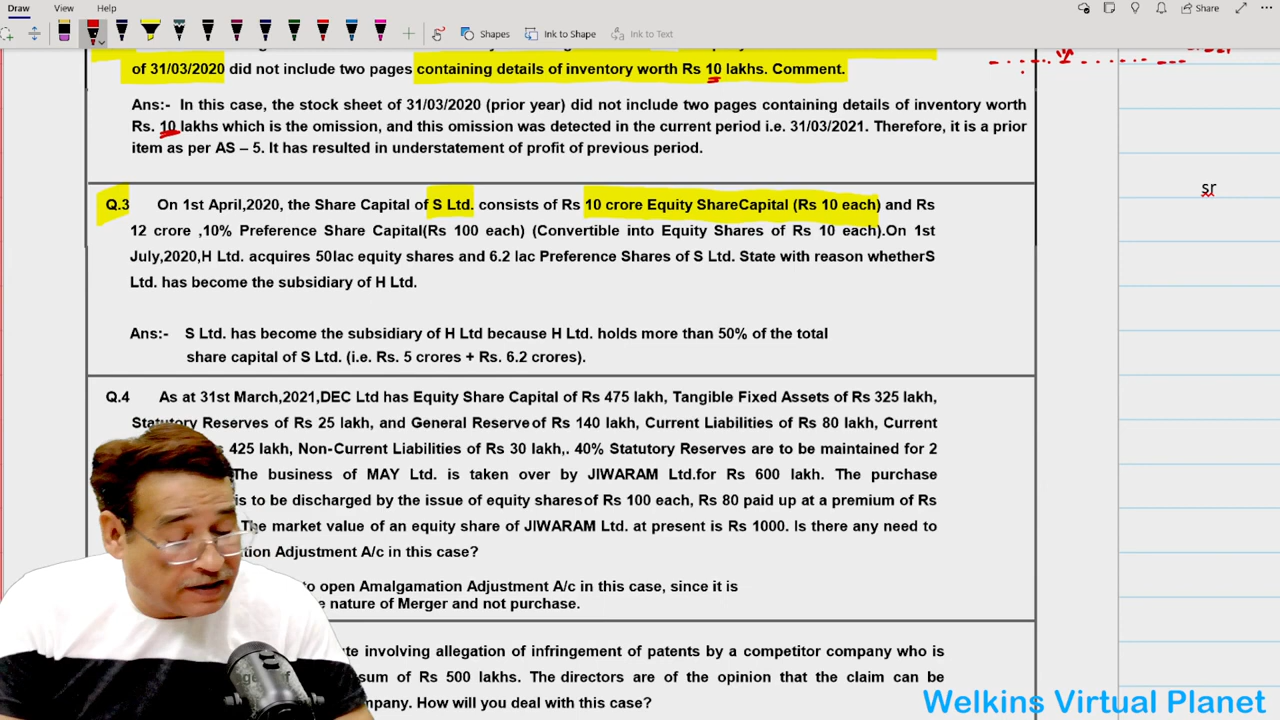 Draw View Help Share
Shapes Ink to Shape Ink to Text
of 31/03/2020 did not include two pages containing details of inventory worth Rs 10 lakhs. Comment.
Ans:- In this case, the stock sheet of 31/03/2020 (prior year) did not include two pages containing details of inventory worth
Rs. 10 lakhs which is the omission, and this omission was detected in the current period i.e. 31/03/2021. Therefore, it is a prior
item as per AS – 5. It has resulted in understatement of profit of previous period.
sr
Q.3 On 1st April,2020, the Share Capital of S Ltd. consists of Rs 10 crore Equity ShareCapital (Rs 10 each) and Rs
12 crore ,10% Preference Share Capital(Rs 100 each) (Convertible into Equity Shares of Rs 10 each).On 1st
July,2020,H Ltd. acquires 50lac equity shares and 6.2 lac Preference Shares of S Ltd. State with reason whetherS
Ltd. has become the subsidiary of H Ltd.
Ans:- S Ltd. has become the subsidiary of H Ltd because H Ltd. holds more than 50% of the total
share capital of S Ltd. (i.e. Rs. 5 crores + Rs. 6.2 crores).
Q.4 As at 31st March,2021,DEC Ltd has Equity Share Capital of Rs 475 lakh, Tangible Fixed Assets of Rs 325 lakh,
Statutory Reserves of Rs 25 lakh, and General Reserve of Rs 140 lakh, Current Liabilities of Rs 80 lakh, Current
425 lakh, Non-Current Liabilities of Rs 30 lakh,. 40% Statutory Reserves are to be maintained for 2
The business of MAY Ltd. is taken over by JIWARAM Ltd.for Rs 600 lakh. The purchase
is to be discharged by the issue of equity shares of Rs 100 each, Rs 80 paid up at a premium of Rs
The market value of an equity share of JIWARAM Ltd. at present is Rs 1000. Is there any need to
Adjustment A/c in this case?
to open Amalgamation Adjustment A/c in this case, since it is
nature of Merger and not purchase.
involving allegation of infringement of patents by a competitor company who is
sum of Rs 500 lakhs. The directors are of the opinion that the claim can be
How will you deal with this case?
Welkins Virtual Planet